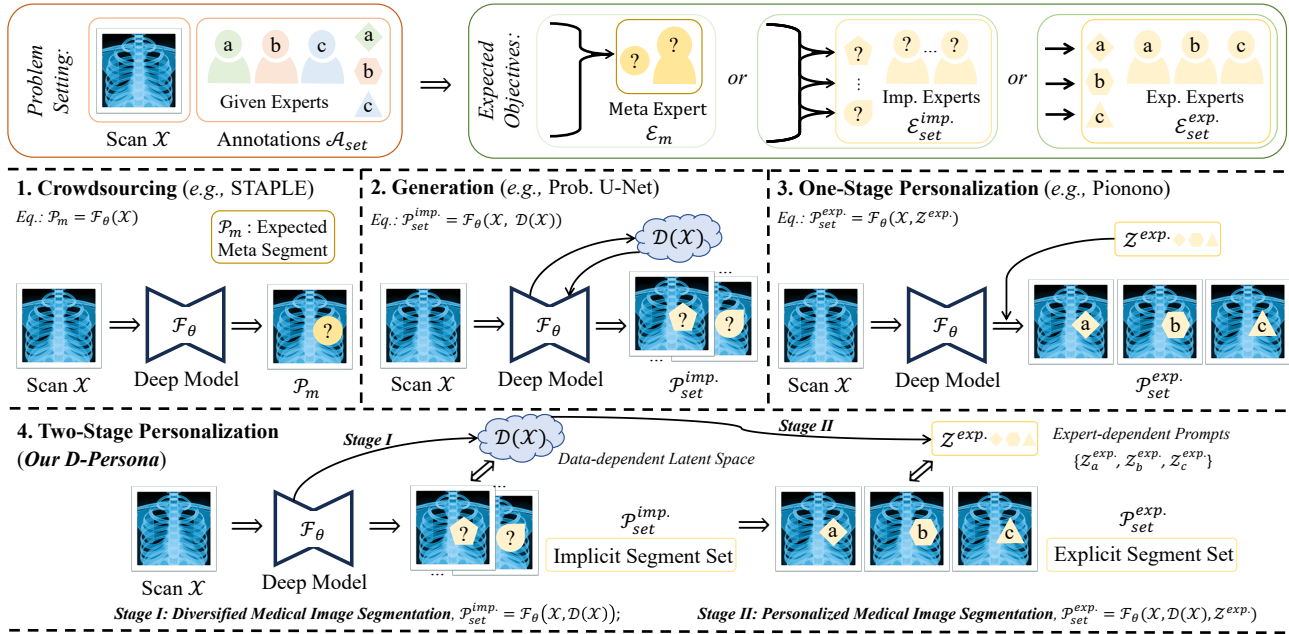 Problem Setting:
Scan 𝒳
a b c
Given Experts
a
b
c
Annotations 𝒜_set
⇒
Expected Objectives:
? ?
Meta Expert
ℰ_m
or
?
⋮
?
? ... ?
Imp. Experts
ℰ_set^imp.
or
a
b
c
a b c
Exp. Experts
ℰ_set^exp.
1. Crowdsourcing (e.g., STAPLE)
Eq.: 𝒫_m = ℱ_θ(𝒳)
𝒫_m : Expected
Meta Segment
ℱ_θ
?
Scan 𝒳
Deep Model
𝒫_m
2. Generation (e.g., Prob. U-Net)
Eq.: 𝒫_set^imp. = ℱ_θ(𝒳, 𝒟(𝒳))
𝒟(𝒳)
ℱ_θ
...
? ?
...
Scan 𝒳
Deep Model
𝒫_set^imp.
3. One-Stage Personalization (e.g., Pionono)
Eq.: 𝒫_set^exp. = ℱ_θ(𝒳, 𝒵^exp.)
𝒵^exp.
ℱ_θ
a b c
Scan 𝒳
Deep Model
𝒫_set^exp.
4. Two-Stage Personalization
(Our D-Persona)
Stage I
𝒟(𝒳)
Stage II
𝒵^exp.
Expert-dependent Prompts
{𝒵_a^exp., 𝒵_b^exp., 𝒵_c^exp.}
Data-dependent Latent Space
ℱ_θ
? ?
...
𝒫_set^imp.
Implicit Segment Set
a b c
𝒫_set^exp.
Explicit Segment Set
Scan 𝒳
Deep Model
Stage I: Diversified Medical Image Segmentation, 𝒫_set^imp. = ℱ_θ(𝒳, 𝒟(𝒳));
Stage II: Personalized Medical Image Segmentation, 𝒫_set^exp. = ℱ_θ(𝒳, 𝒟(𝒳), 𝒵^exp.)